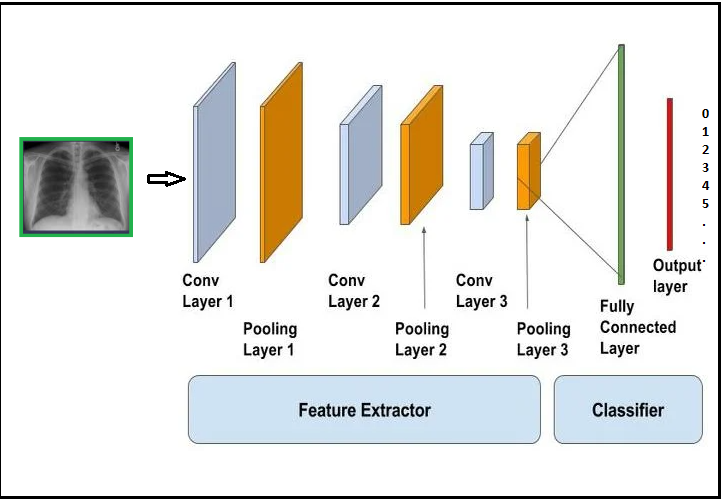 Conv
Layer 1
Pooling
Layer 1
Conv
Layer 2
Pooling
Layer 2
Conv
Layer 3
Pooling
Layer 3
Fully
Connected
Layer
Output
layer
0
1
2
3
4
5
.
.
.
Feature Extractor
Classifier